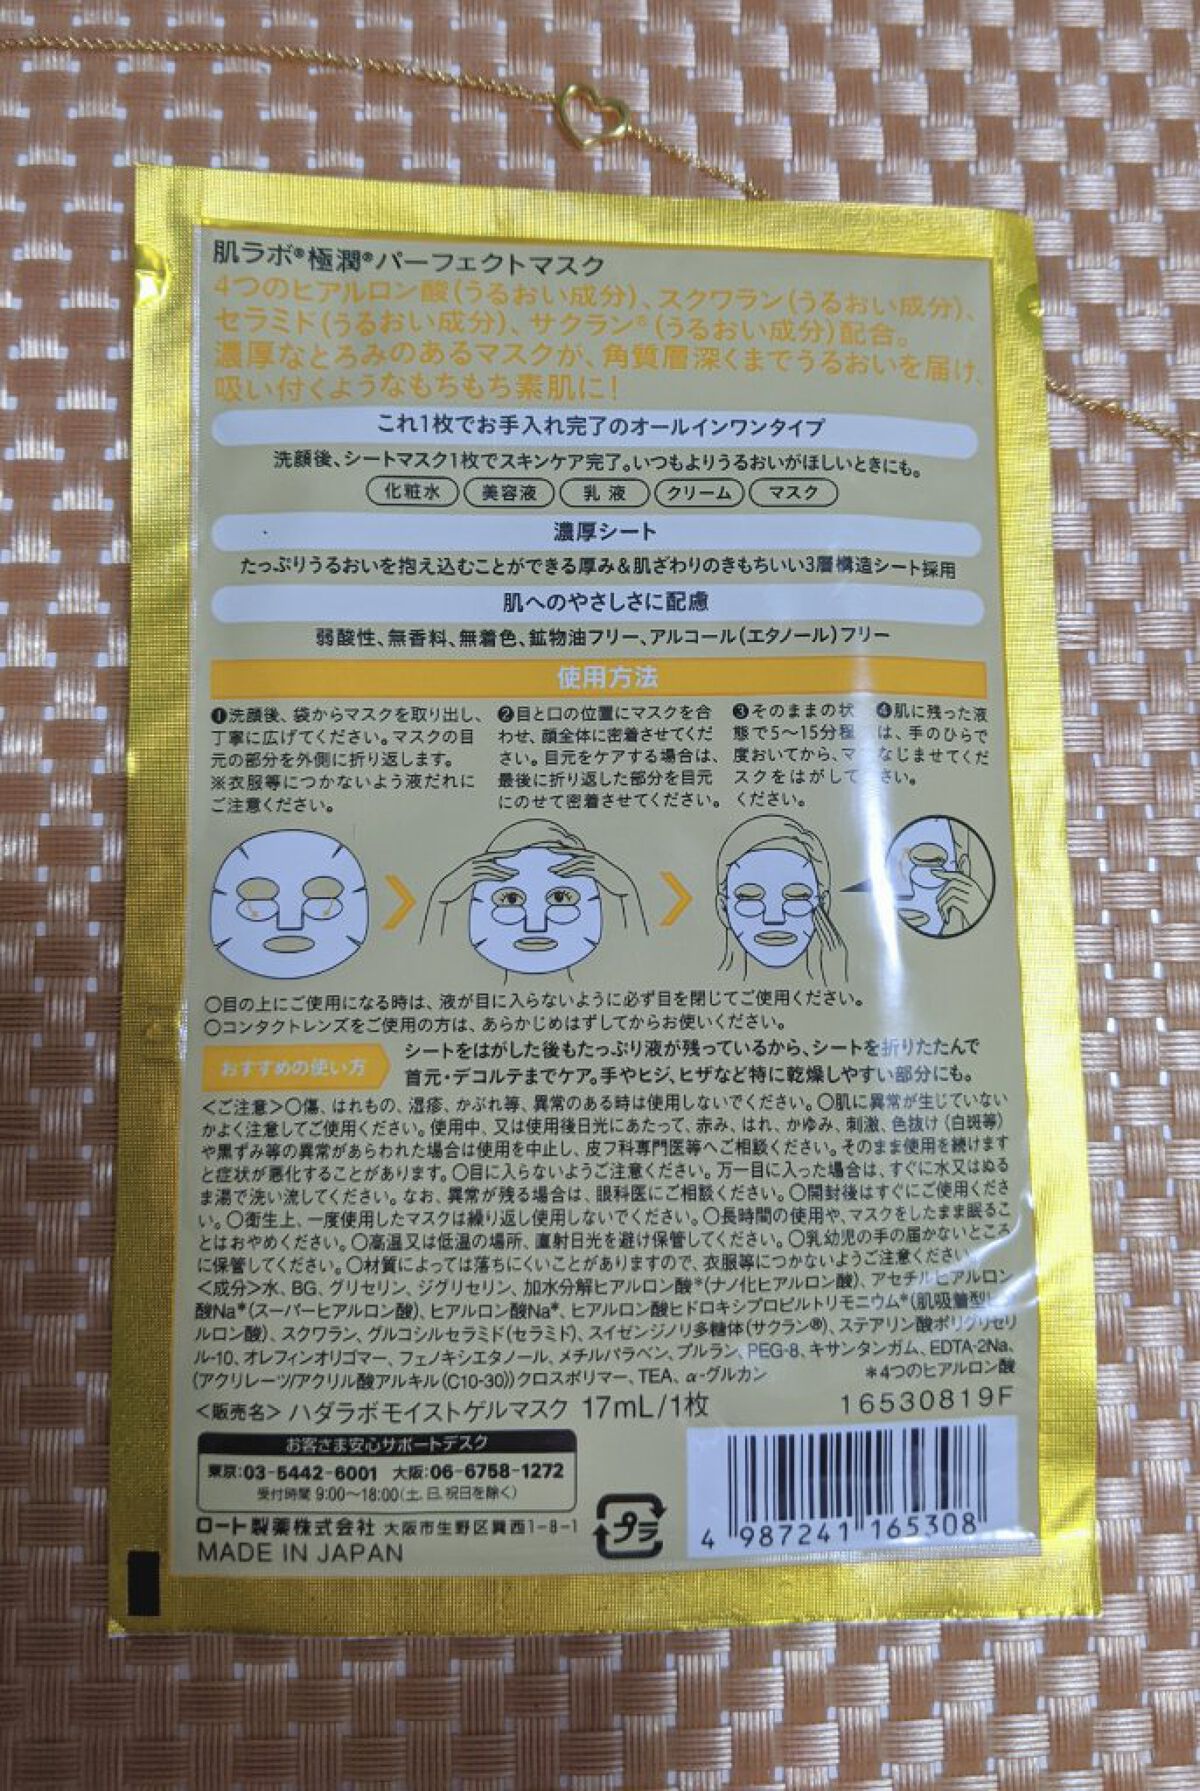 肌ラボ®極潤®パーフェクトマスク
4つのヒアルロン酸(うるおい成分)、スクワラン(うるおい成分)、
セラミド(うるおい成分)、サクラン®(うるおい成分)配合。
濃厚なとろみのあるマスクが、角質層深くまでうるおいを届け、
吸い付くようなもちもち素肌に!
これ1枚でお手入れ完了のオールインワンタイプ
洗顔後、シートマスク1枚でスキンケア完了。いつもよりうるおいがほしいときにも。
化粧水 美容液 乳液 クリーム マスク
濃厚シート
たっぷりうるおいを抱え込むことができる厚み&肌ざわりのきもちいい3層構造シート採用
肌へのやさしさに配慮
弱酸性、無香料、無着色、鉱物油フリー、アルコール(エタノール)フリー
使用方法
❶洗顔後、袋からマスクを取り出し、
丁寧に広げてください。マスクの目
元の部分を外側に折り返します。
※衣服等につかないよう液だれに
ご注意ください。
❷目と口の位置にマスクを合
わせ、顔全体に密着させてくだ
さい。目元をケアする場合は、
最後に折り返した部分を目元
にのせて密着させてください。
❸そのままの状
態で5〜15分程
度おいてから、マ
スクをはがして
ください。
❹肌に残った液
は、手のひらで
なじませてくだ
さい。
○目の上にご使用になる時は、液が目に入らないように必ず目を閉じてご使用ください。
○コンタクトレンズをご使用の方は、あらかじめはずしてからお使いください。
おすすめの使い方
シートをはがした後もたっぷり液が残っているから、シートを折りたたんで
首元・デコルテまでケア。手やヒジ、ヒザなど特に乾燥しやすい部分にも。
<ご注意>○傷、はれもの、湿疹、かぶれ等、異常のある時は使用しないでください。○肌に異常が生じていない
かよく注意してご使用ください。使用中、又は使用後日光にあたって、赤み、はれ、かゆみ、刺激、色抜け(白斑等)
や黒ずみ等の異常があらわれた場合は使用を中止し、皮フ科専門医等へご相談ください。そのまま使用を続けます
と症状が悪化することがあります。○目に入らないようご注意ください。万一目に入った場合は、すぐに水又はぬる
ま湯で洗い流してください。なお、異常が残る場合は、眼科医にご相談ください。○開封後はすぐにご使用くださ
い。○衛生上、一度使用したマスクは繰り返し使用しないでください。○長時間の使用や、マスクをしたまま眠るこ
とはおやめください。○高温又は低温の場所、直射日光を避け保管してください。○乳幼児の手の届かないところ
に保管してください。○材質によっては落ちにくいことがありますので、衣服等につかないようご注意ください。
<成分>水、BG、グリセリン、ジグリセリン、加水分解ヒアルロン酸*(ナノ化ヒアルロン酸)、アセチルヒアルロン
酸Na*(スーパーヒアルロン酸)、ヒアルロン酸Na*、ヒアルロン酸ヒドロキシプロピルトリモニウム*(肌吸着型ヒア
ルロン酸)、スクワラン、グルコシルセラミド(セラミド)、スイゼンジノリ多糖体(サクラン®)、ステアリン酸ポリグリセリ
ル-10、オレフィンオリゴマー、フェノキシエタノール、メチルパラベン、プルラン、PEG-8、キサンタンガム、EDTA-2Na、
(アクリレーツ/アクリル酸アルキル(C10-30))クロスポリマー、TEA、α-グルカン *4つのヒアルロン酸
<販売名> ハダラボモイストゲルマスク 17mL/1枚 16530819F
お客さま安心サポートデスク
東京:03-5442-6001 大阪:06-6758-1272
受付時間 9:00〜18:00(土、日、祝日を除く)
ロート製薬株式会社 大阪市生野区巽西1-8-1
MADE IN JAPAN
プラ
4 987241 165308